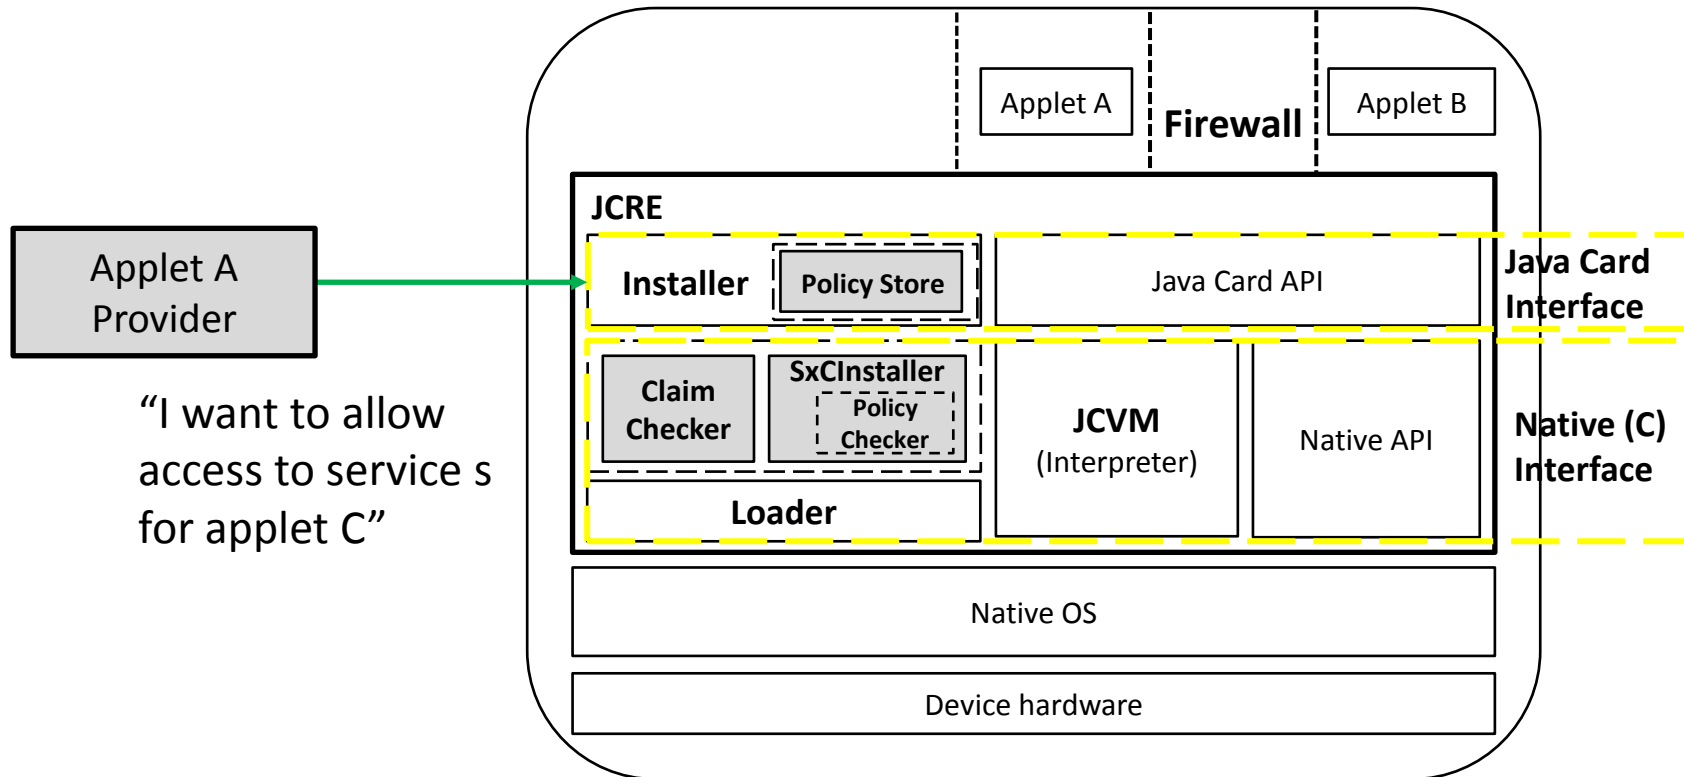 Applet A
Firewall
Applet B
JCRE
Applet A
Provider
Installer
Policy Store
Java Card API
Java Card
Interface
“I want to allow
access to service s
for applet C”
Claim
Checker
SxCInstaller
Policy
Checker
JCVM
(Interpreter)
Native API
Native (C)
Interface
Loader
Native OS
Device hardware